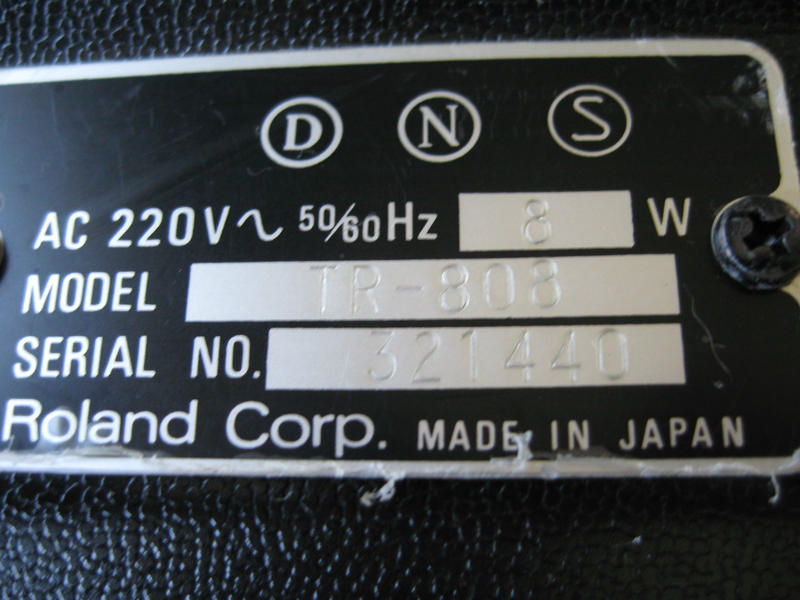 D N S
AC 220V～ 50/60Hz 8 W
MODEL TR-808
SERIAL NO. 321440
Roland Corp. MADE IN JAPAN